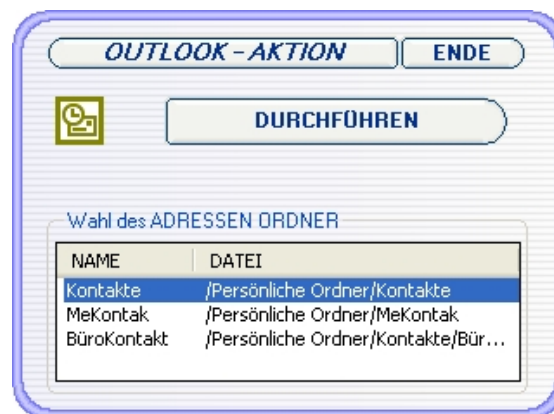 OUTLOOK - AKTION ENDE
DURCHFÜHREN
Wahl des ADRESSEN ORDNER
NAME DATEI
Kontakte /Persönliche Ordner/Kontakte
MeKontak /Persönliche Ordner/MeKontak
BüroKontakt /Persönliche Ordner/Kontakte/Bür...